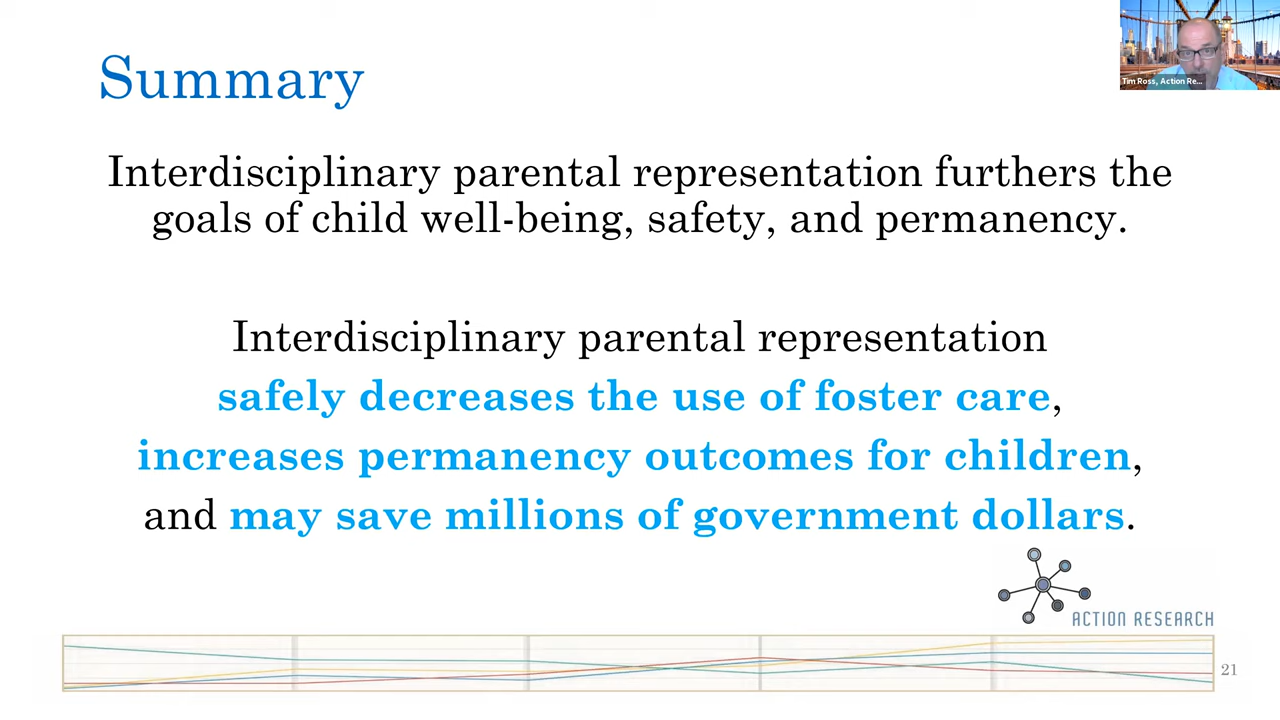 Summary
Tim Ross, Action Re...
Interdisciplinary parental representation furthers the
goals of child well-being, safety, and permanency.
Interdisciplinary parental representation
safely decreases the use of foster care,
increases permanency outcomes for children,
and may save millions of government dollars.
ACTION RESEARCH
21